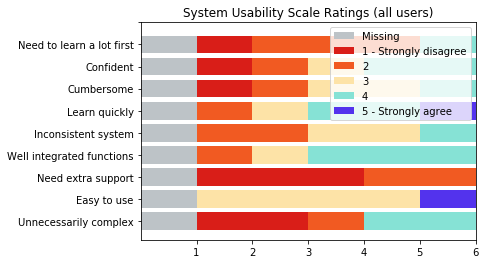 System Usability Scale Ratings (all users)
Need to learn a lot first
Confident
Cumbersome
Learn quickly
Inconsistent system
Well integrated functions
Need extra support
Easy to use
Unnecessarily complex
Missing
1 - Strongly disagree
2
3
4
5 - Strongly agree
1 2 3 4 5 6